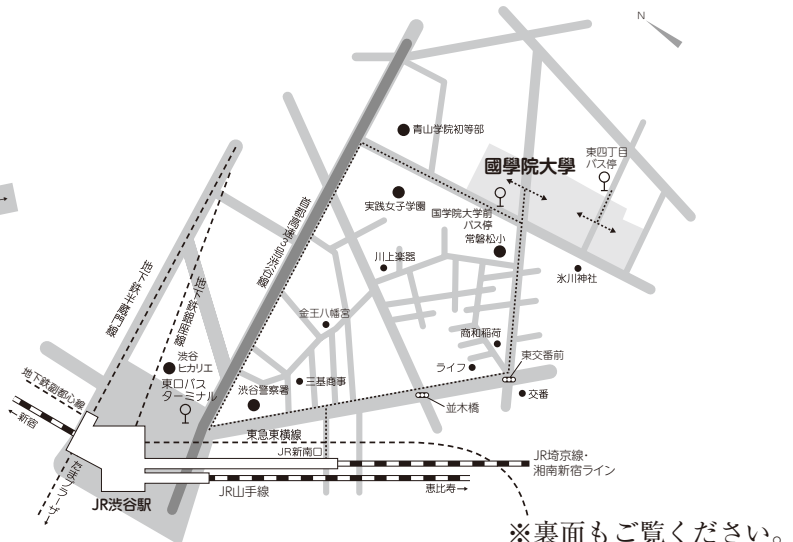 N
青山学院初等部
國學院大學
東四丁目
バス停
実践女子学園
国学院大学前
バス停
常磐松小
首都高速3号渋谷線
川上楽器
氷川神社
地下鉄半蔵門線
地下鉄銀座線
金王八幡宮
商和稲荷
渋谷
ヒカリエ
東口バス
ターミナル
渋谷警察署
三基商事
ライフ
東交番前
交番
並木橋
地下鉄副都心線
新宿
東急東横線
JR新南口
JR埼京線・
湘南新宿ライン
たまプラーザ
JR渋谷駅
JR山手線
恵比寿→
※裏面もご覧ください。